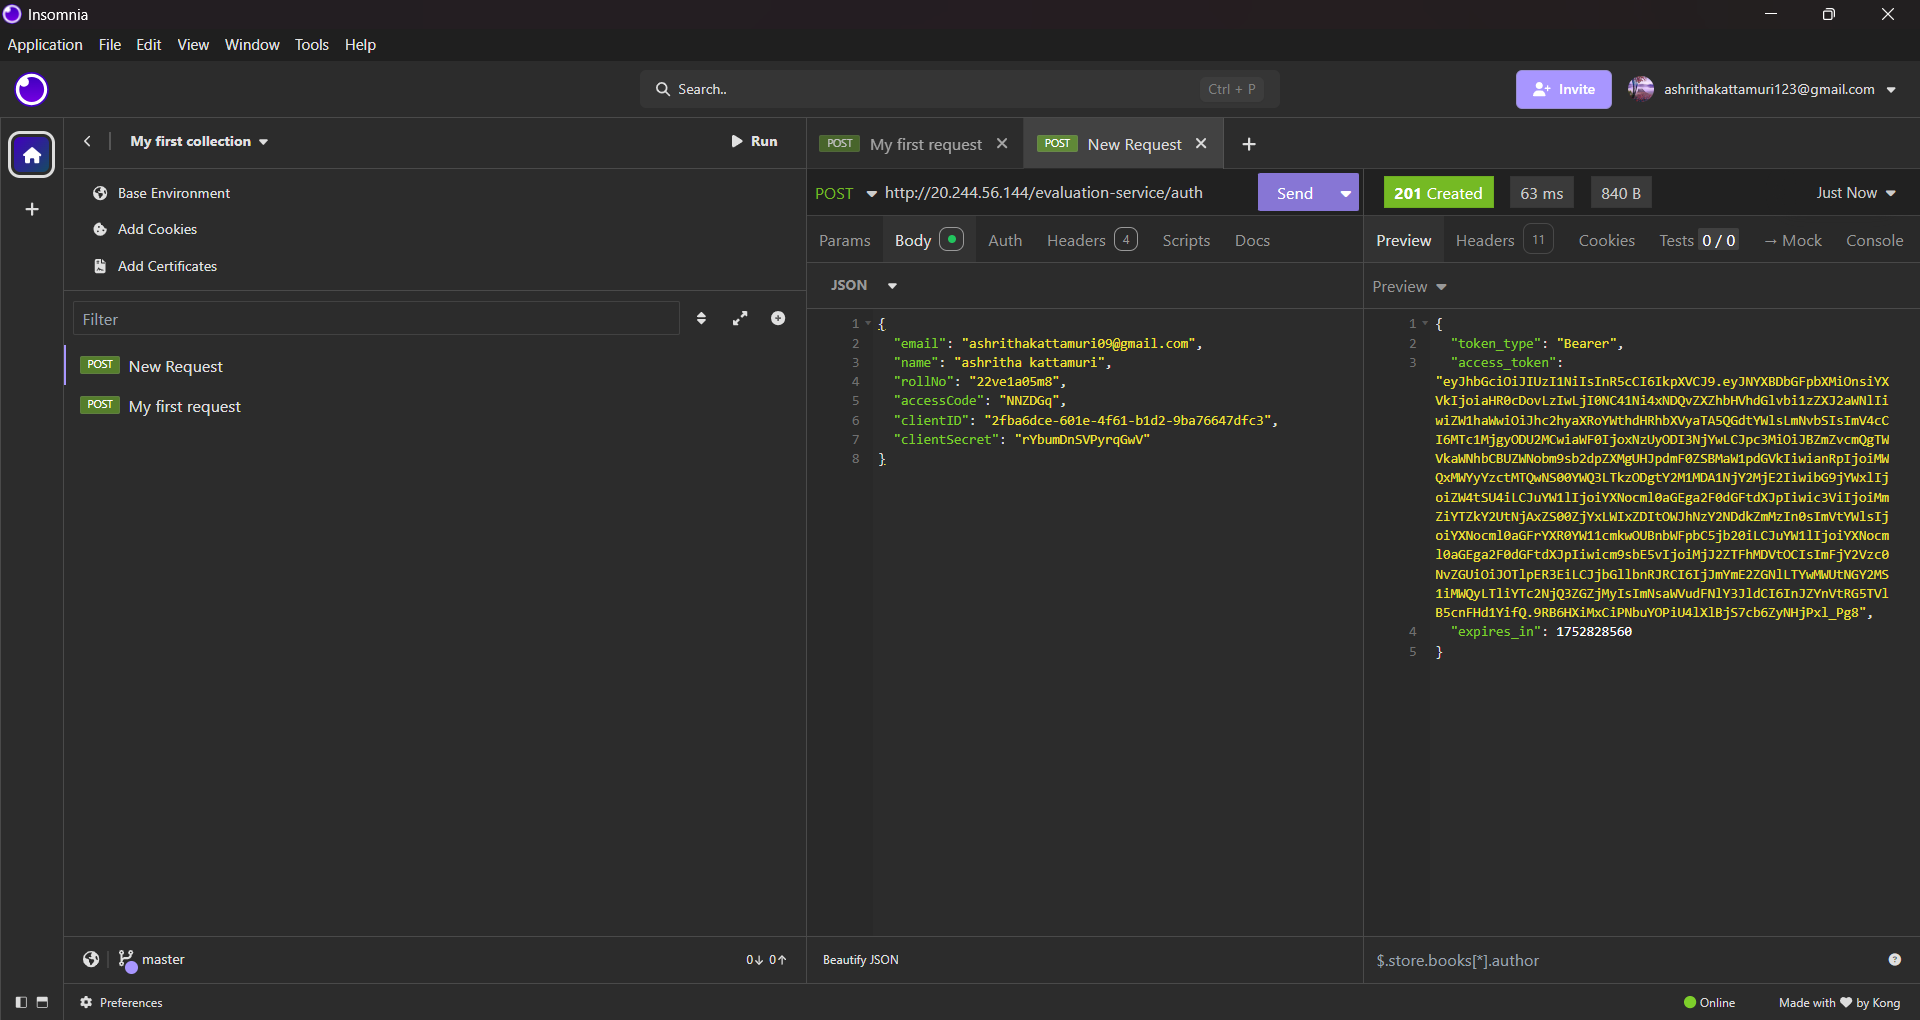 Insomnia
Application File Edit View Window Tools Help
Search.. Ctrl + P
Invite
ashrithakattamuri123@gmail.com
My first collection
Run
Base Environment
Add Cookies
Add Certificates
Filter
POST New Request
POST My first request
master
0↓ 0↑
Preferences
POST My first request
POST New Request
POST http://20.244.56.144/evaluation-service/auth
Send
Params Body Auth Headers 4 Scripts Docs
JSON
1 {
2 "email": "ashrithakattamuri09@gmail.com",
3 "name": "ashritha kattamuri",
4 "rollNo": "22ve1a05m8",
5 "accessCode": "NNZDGq",
6 "clientID": "2fba6dce-601e-4f61-b1d2-9ba76647dfc3",
7 "clientSecret": "rYbumDnSVPyrqGwV"
8 }
Beautify JSON
201 Created 63 ms 840 B Just Now
Preview Headers 11 Cookies Tests 0 / 0 → Mock Console
Preview
1 {
2 "token_type": "Bearer",
3 "access_token":
4 "expires_in": 1752828560
5 }
$.store.books[*].author
Online
Made with ♥ by Kong